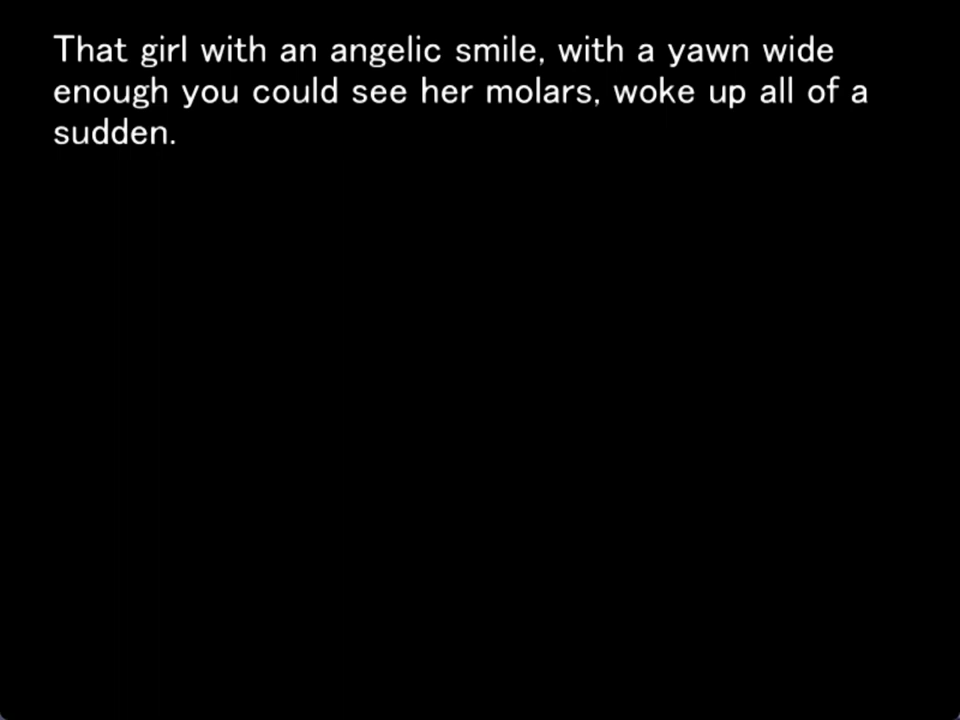 That girl with an angelic smile, with a yawn wide
enough you could see her molars, woke up all of a
sudden.